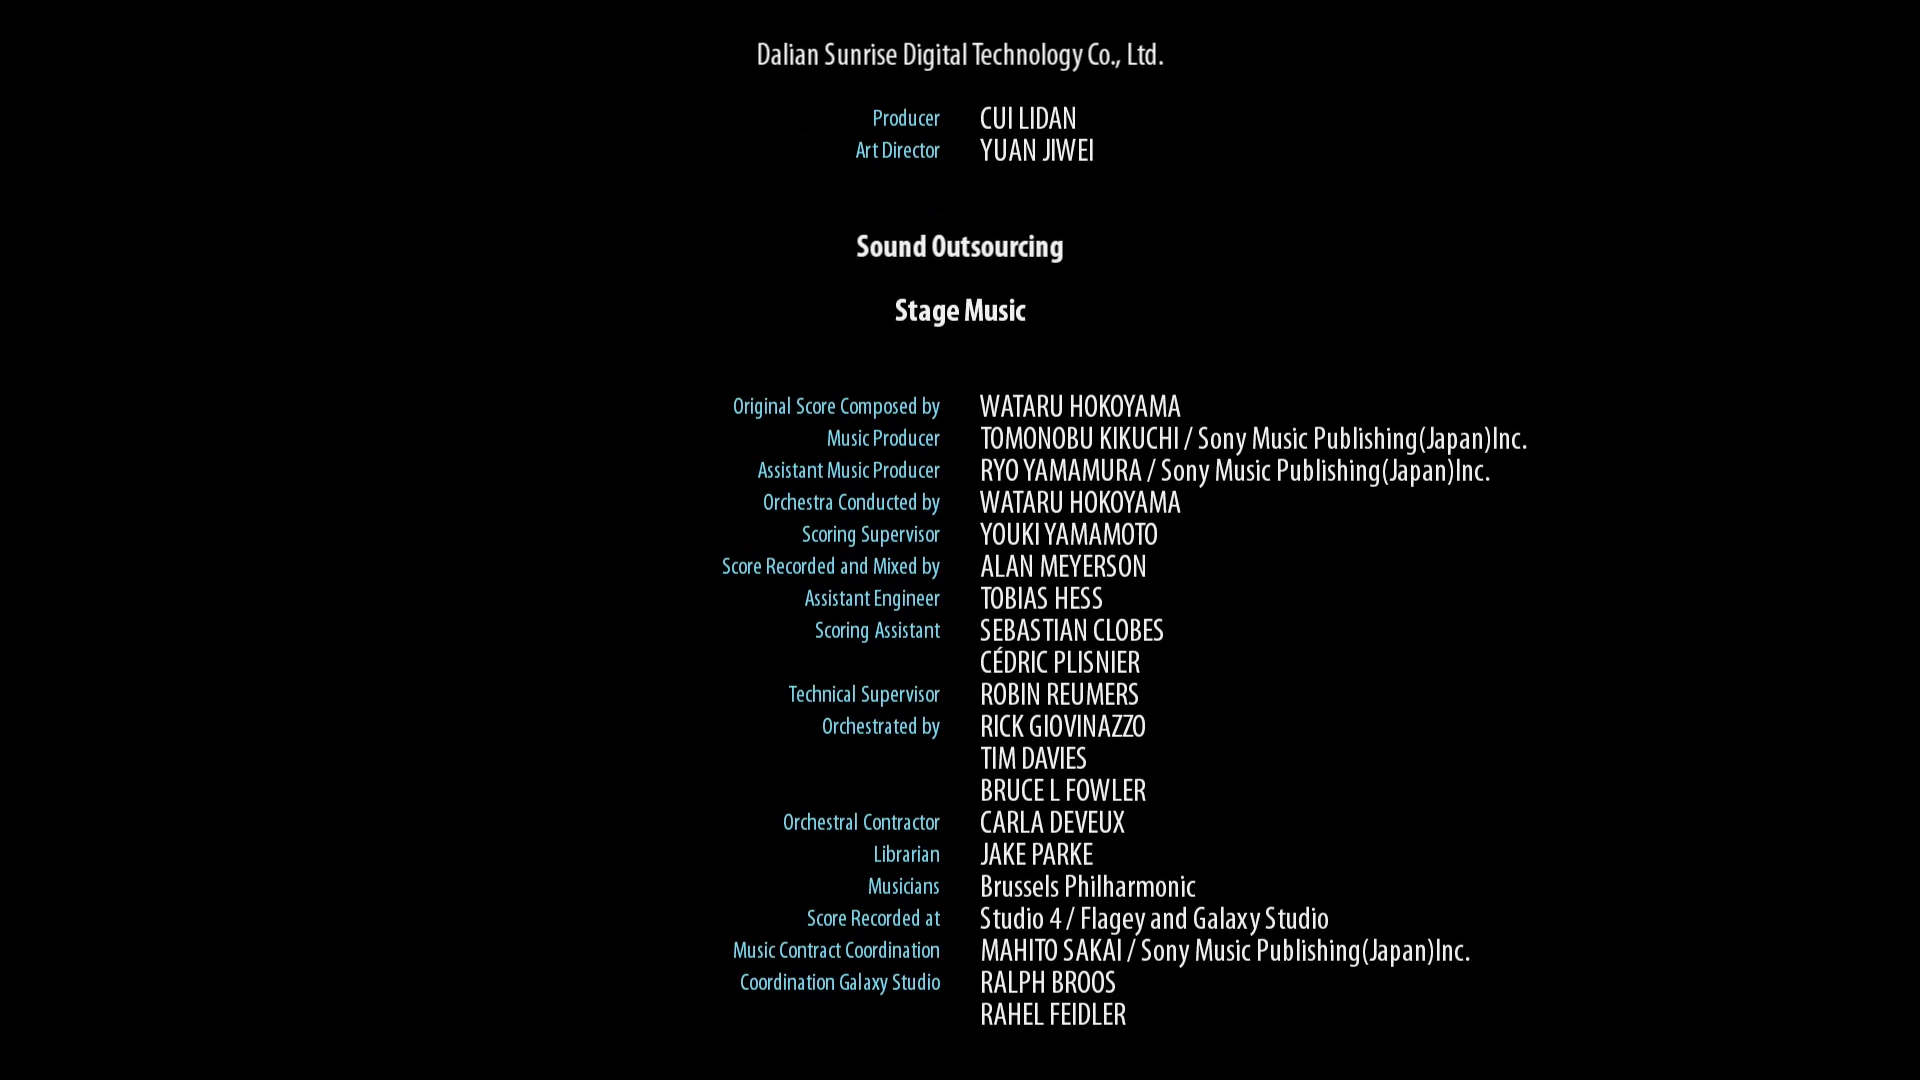 Dalian Sunrise Digital Technology Co., Ltd.
Producer CUI LIDAN
Art Director YUAN JIWEI
Sound Outsourcing
Stage Music
Original Score Composed by WATARU HOKOYAMA
Music Producer TOMONOBU KIKUCHI / Sony Music Publishing(Japan)Inc.
Assistant Music Producer RYO YAMAMURA / Sony Music Publishing(Japan)Inc.
Orchestra Conducted by WATARU HOKOYAMA
Scoring Supervisor YOUKI YAMAMOTO
Score Recorded and Mixed by ALAN MEYERSON
Assistant Engineer TOBIAS HESS
Scoring Assistant SEBASTIAN CLOBES
CÉDRIC PLISNIER
Technical Supervisor ROBIN REUMERS
Orchestrated by RICK GIOVINAZZO
TIM DAVIES
BRUCE L FOWLER
Orchestral Contractor CARLA DEVEUX
Librarian JAKE PARKE
Musicians Brussels Philharmonic
Score Recorded at Studio 4 / Flagey and Galaxy Studio
Music Contract Coordination MAHITO SAKAI / Sony Music Publishing(Japan)Inc.
Coordination Galaxy Studio RALPH BROOS
RAHEL FEIDLER